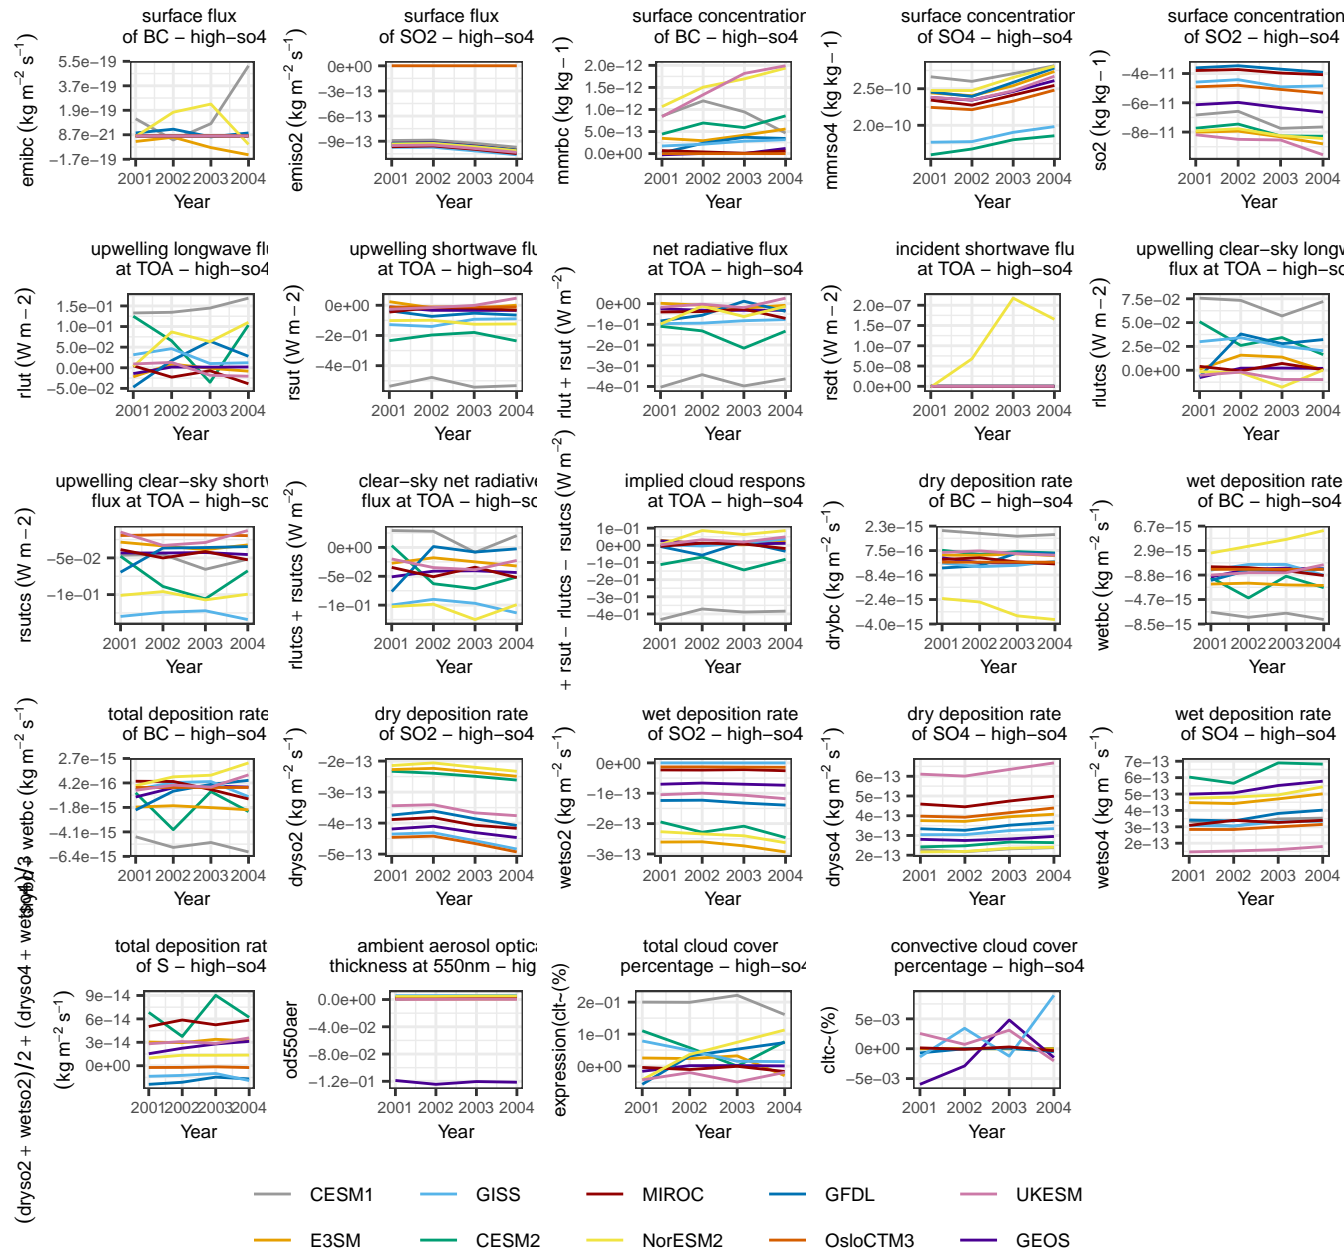 surface flux
of BC − high−so4
emibc (kg m−2 s−1)
5.5e−19
3.7e−19
1.9e−19
8.7e−21
−1.7e−19
2001 2002 2003 2004
Year
surface flux
of SO2 − high−so4
emiso2 (kg m−2 s−1)
0e+00
−3e−13
−6e−13
−9e−13
2001 2002 2003 2004
Year
surface concentration
of BC − high−so4
mmrbc (kg kg−1)
2.0e−12
1.5e−12
1.0e−12
5.0e−13
0.0e+00
2001 2002 2003 2004
Year
surface concentration
of SO4 − high−so4
mmrso4 (kg kg−1)
2.5e−10
2.0e−10
2001 2002 2003 2004
Year
surface concentration
of SO2 − high−so4
so2 (kg kg−1)
−4e−11
−6e−11
−8e−11
2001 2002 2003 2004
Year
upwelling longwave flu
at TOA − high−so4
rlut (W m−2)
1.5e−01
1.0e−01
5.0e−02
0.0e+00
−5.0e−02
2001 2002 2003 2004
Year
upwelling shortwave flu
at TOA − high−so4
rsut (W m−2)
0e+00
−2e−01
−4e−01
2001 2002 2003 2004
Year
net radiative flux
at TOA − high−so4
rlut + rsut (W m−2)
0e+00
−1e−01
−2e−01
−3e−01
−4e−01
2001 2002 2003 2004
Year
incident shortwave flu
at TOA − high−so4
rsdt (W m−2)
2.0e−07
1.5e−07
1.0e−07
5.0e−08
0.0e+00
2001 2002 2003 2004
Year
upwelling clear−sky longw
flux at TOA − high−so
rlutcs (W m−2)
7.5e−02
5.0e−02
2.5e−02
0.0e+00
2001 2002 2003 2004
Year
upwelling clear−sky shortw
flux at TOA − high−so
rsutcs (W m−2)
−5e−02
−1e−01
2001 2002 2003 2004
Year
clear−sky net radiative
flux at TOA − high−so
rlutcs + rsutcs (W m−2)
0e+00
−5e−02
−1e−01
2001 2002 2003 2004
Year
implied cloud respons
at TOA − high−so4
+ rsut − rlutcs − rsutcs (W m−2)
1e−01
0e+00
−1e−01
−2e−01
−3e−01
−4e−01
2001 2002 2003 2004
Year
dry deposition rate
of BC − high−so4
drybc (kg m−2 s−1)
2.3e−15
7.5e−16
−8.4e−16
−2.4e−15
−4.0e−15
2001 2002 2003 2004
Year
wet deposition rate
of BC − high−so4
wetbc (kg m−2 s−1)
6.7e−15
2.9e−15
−8.8e−16
−4.7e−15
−8.5e−15
2001 2002 2003 2004
Year
total deposition rate
of BC − high−so4
wetbc (kg m−2 s−1)
2.7e−15
4.2e−16
−1.8e−15
−4.1e−15
−6.4e−15
2001 2002 2003 2004
Year
dry deposition rate
of SO2 − high−so4
dryso2 (kg m−2 s−1)
−2e−13
−3e−13
−4e−13
−5e−13
2001 2002 2003 2004
Year
wet deposition rate
of SO2 − high−so4
wetso2 (kg m−2 s−1)
0e+00
−1e−13
−2e−13
−3e−13
2001 2002 2003 2004
Year
dry deposition rate
of SO4 − high−so4
dryso4 (kg m−2 s−1)
6e−13
5e−13
4e−13
3e−13
2e−13
2001 2002 2003 2004
Year
wet deposition rate
of SO4 − high−so4
wetso4 (kg m−2 s−1)
7e−13
6e−13
5e−13
4e−13
3e−13
2e−13
2001 2002 2003 2004
Year
total deposition rat
of S − high−so4
(dryso2 + wetso2)/2 + (dryso4 + wetso4)/3
(kg m−2 s−1)
9e−14
6e−14
3e−14
0e+00
2001 2002 2003 2004
Year
ambient aerosol optica
thickness at 550nm − hig
od550aer
0.0e+00
−4.0e−02
−8.0e−02
−1.2e−01
2001 2002 2003 2004
Year
total cloud cover
percentage − high−so4
expression(clt~(%)
2e−01
1e−01
0e+00
2001 2002 2003 2004
Year
convective cloud cover
percentage − high−so4
cltc~(%)
5e−03
0e+00
−5e−03
2001 2002 2003 2004
Year
CESM1 GISS MIROC GFDL UKESM
E3SM CESM2 NorESM2 OsloCTM3 GEOS